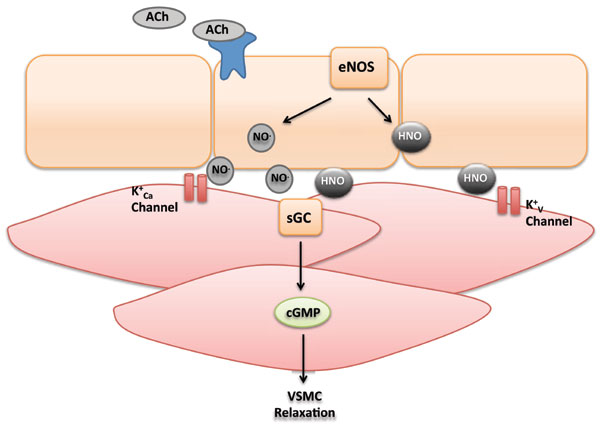 ACh
ACh
eNOS
NO·
HNO
NO·
NO·
HNO
HNO
K⁺Ca
Channel
K⁺V
Channel
sGC
cGMP
VSMC
Relaxation